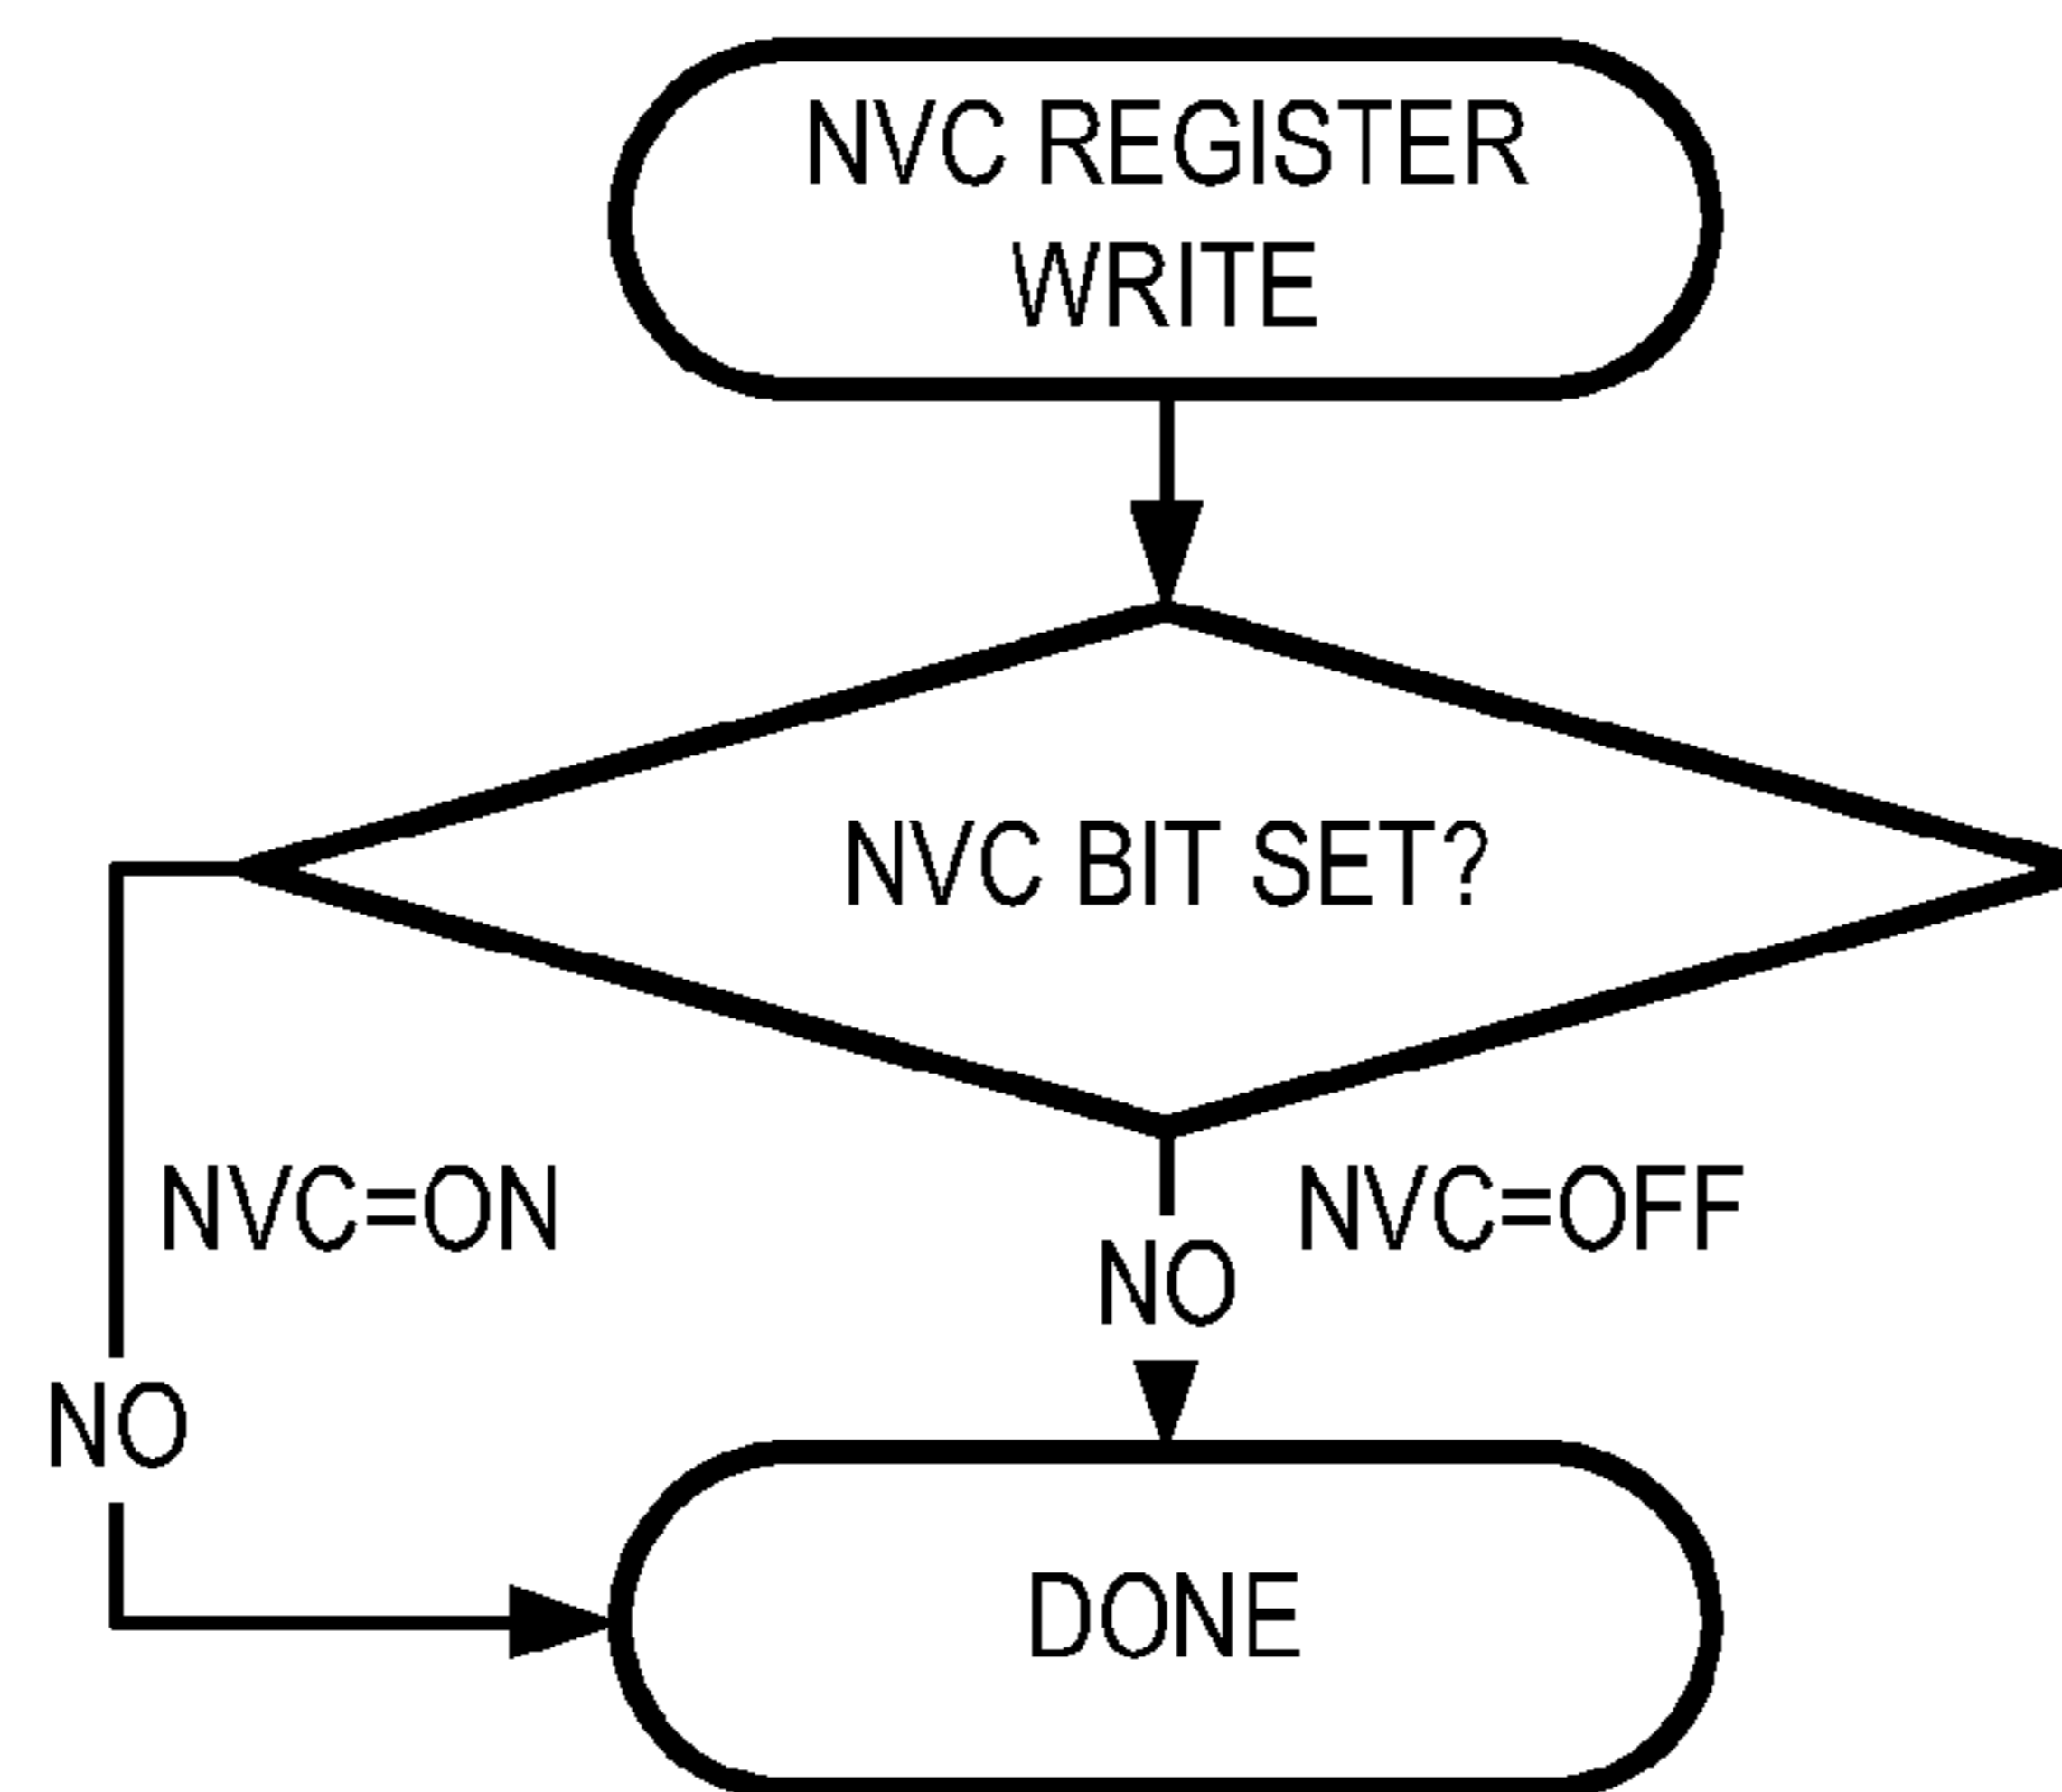 NVC REGISTER
WRITE
NVC BIT SET?
NVC=ON
NVC=OFF
NO
NO
DONE